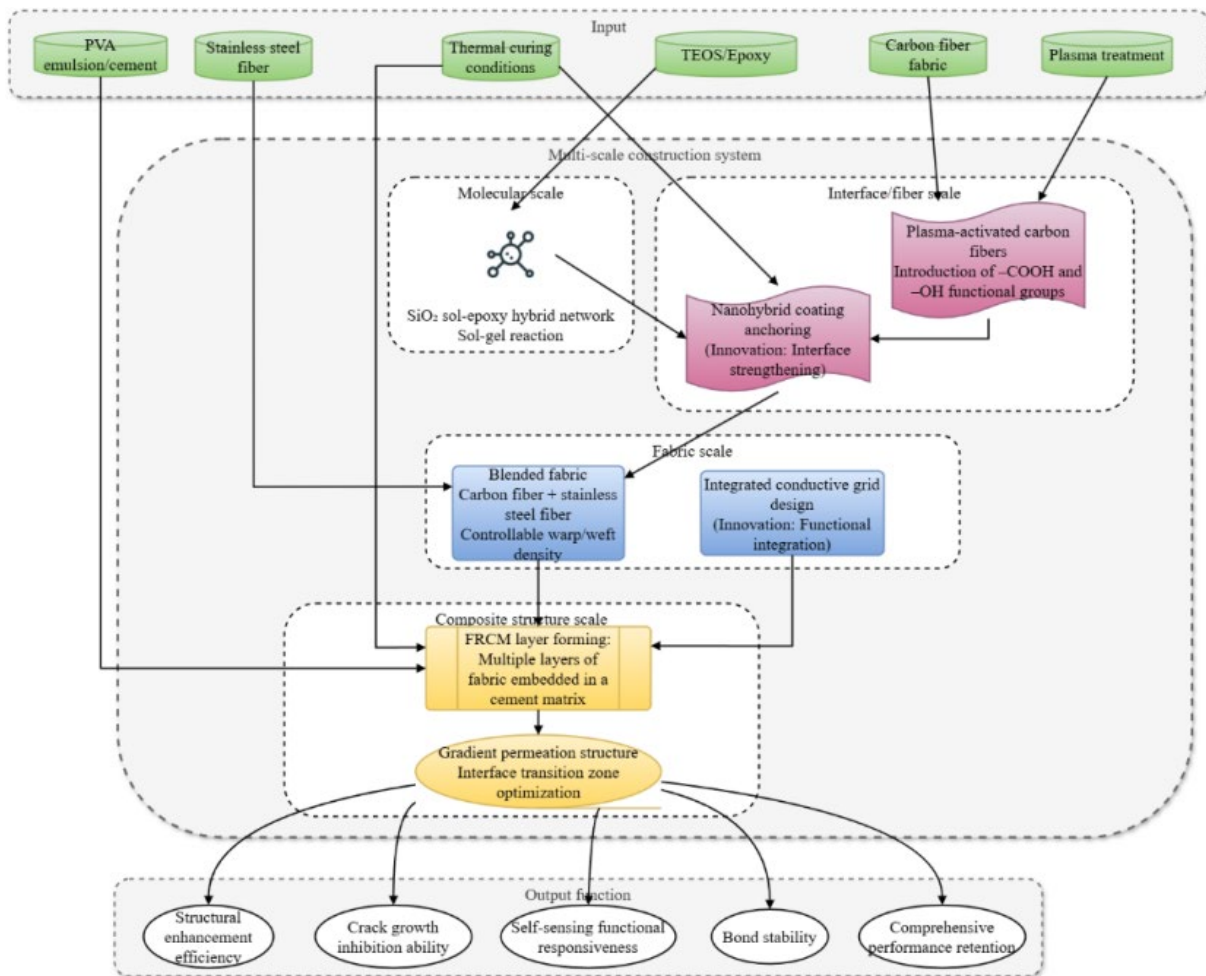 Input
PVA
emulsion/cement
Stainless steel
fiber
Thermal curing
conditions
TEOS/Epoxy
Carbon fiber
fabric
Plasma treatment
Multi-scale construction system
Molecular scale
SiO₂ sol-epoxy hybrid network
Sol-gel reaction
Interface/fiber scale
Plasma-activated carbon
fibers
Introduction of –COOH and
–OH functional groups
Nanohybrid coating
anchoring
(Innovation: Interface
strengthening)
Fabric scale
Blended fabric
Carbon fiber + stainless
steel fiber
Controllable warp/weft
density
Integrated conductive grid
design
(Innovation: Functional
integration)
Composite structure scale
FRCM layer forming:
Multiple layers of
fabric embedded in a
cement matrix
Gradient permeation structure
Interface transition zone
optimization
Output function
Structural
enhancement
efficiency
Crack growth
inhibition ability
Self-sensing functional
responsiveness
Bond stability
Comprehensive
performance retention